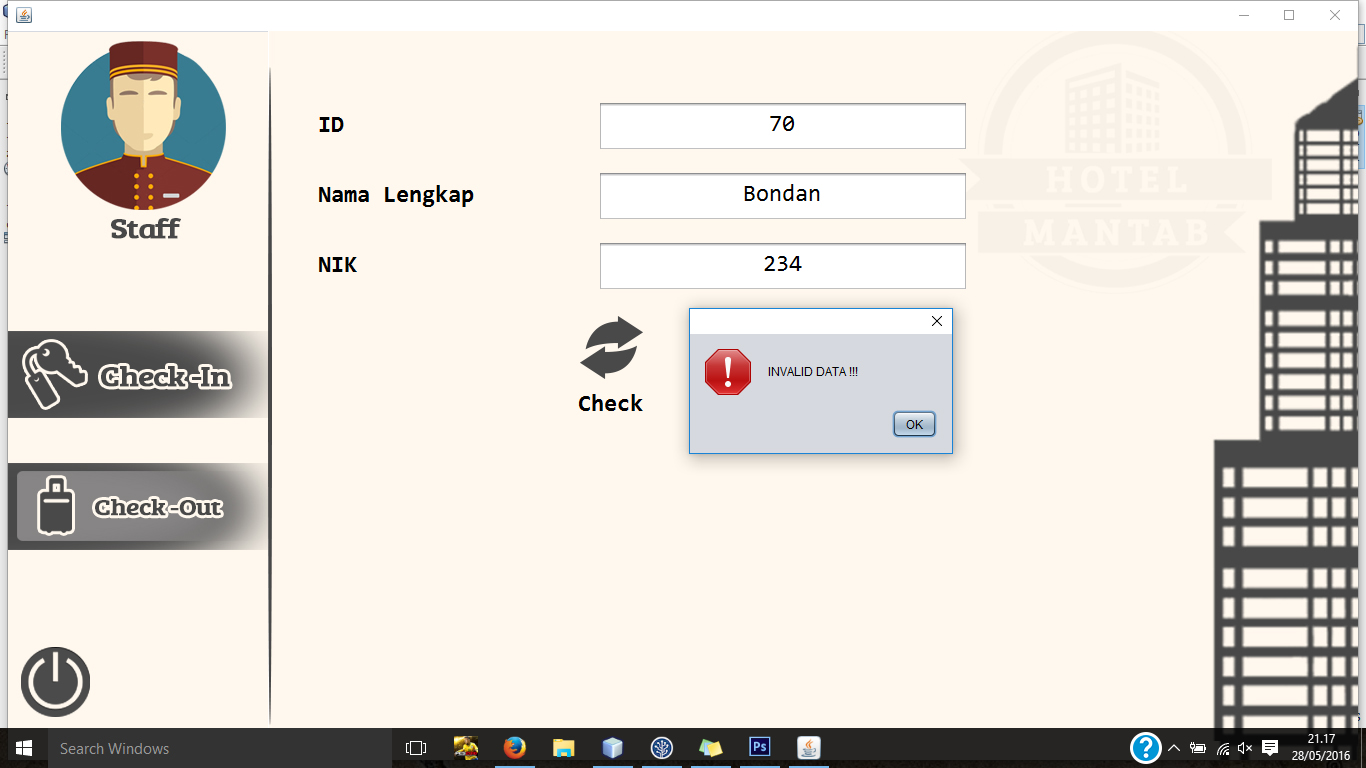 Staff
Check-In
Check-Out
ID
70
Nama Lengkap
Bondan
NIK
234
Check
INVALID DATA !!!
OK
HOTEL
MANTAB
Search Windows
Ps
21.17
28/05/2016